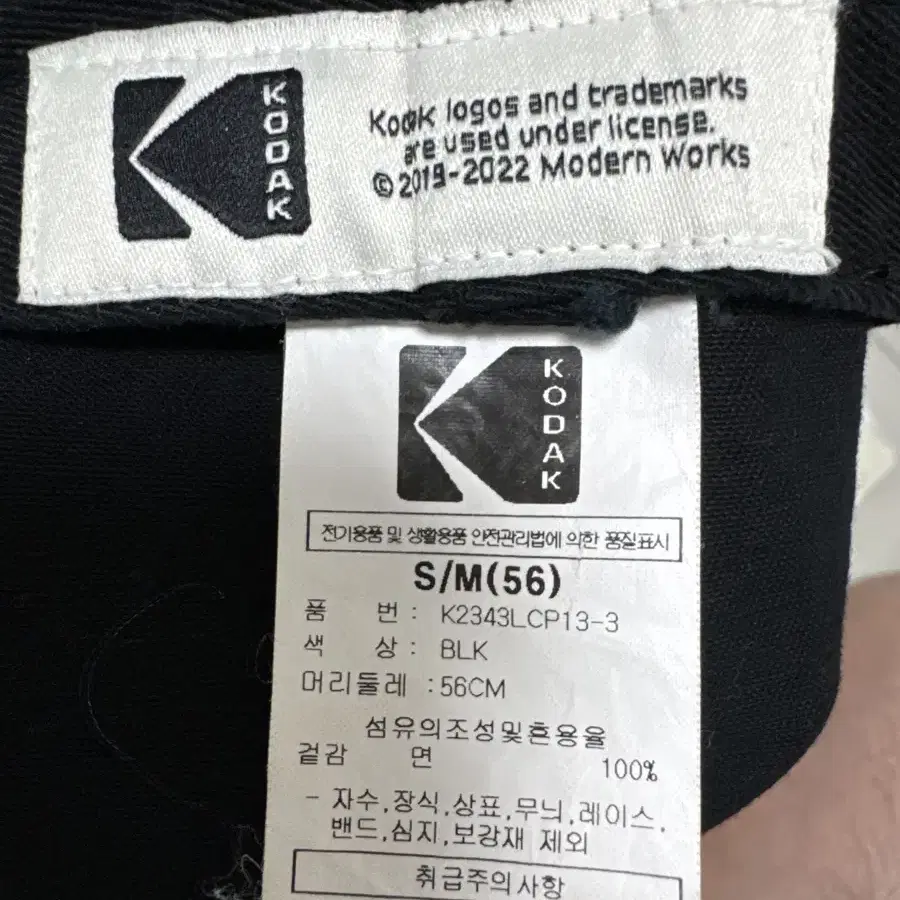 KODAK
Kodak logos and trademarks
are used under license.
©2019-2022 Modern Works
KODAK
전기용품 및 생활용품 안전관리법에 의한 품질표시
S/M(56)
품 번 : K2343LCP13-3
색 상 : BLK
머리둘레 :56CM
섬유의조성및혼용율
겉감 면 100%
- 자수,장식,상표,무늬,레이스,
밴드,심지,보강재 제외
취급주의사항